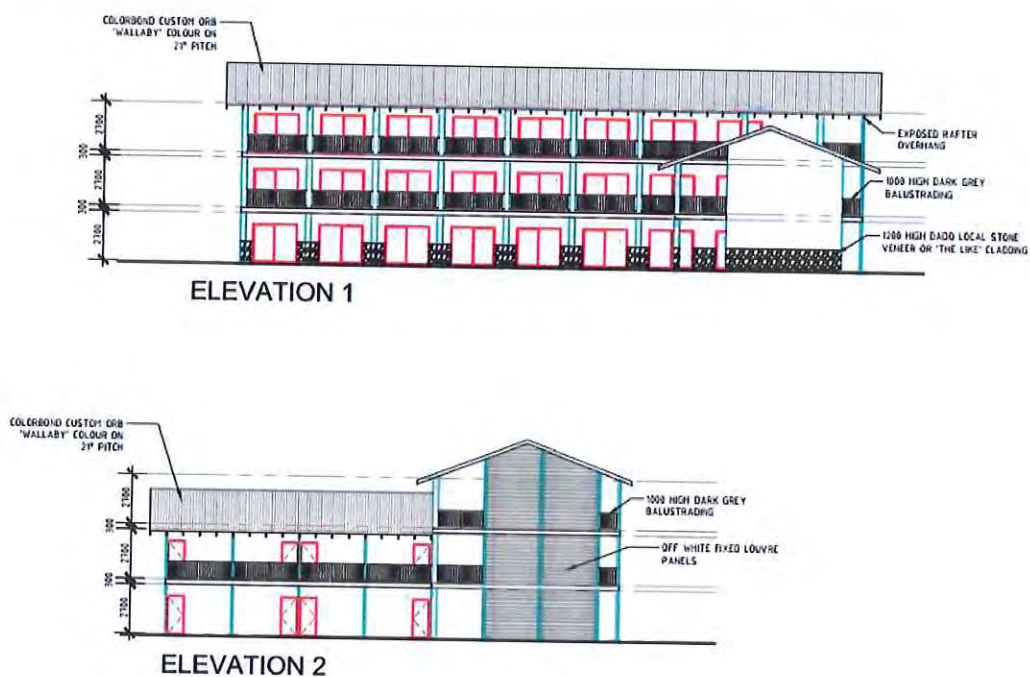 COLORBOND CUSTOM ORB
'WALLABY' COLOUR ON
21° PITCH
2700
300
2700
300
2700
EXPOSED RAFTER
OVERHANG
1000 HIGH DARK GREY
BALUSTRADING
1200 HIGH DADO LOCAL STONE
VENEER OR 'THE LIKE' CLADDING
ELEVATION 1
COLORBOND CUSTOM ORB
'WALLABY' COLOUR ON
21° PITCH
2700
300
2700
300
2700
1000 HIGH DARK GREY
BALUSTRADING
OFF WHITE FIXED LOUVRE
PANELS
ELEVATION 2